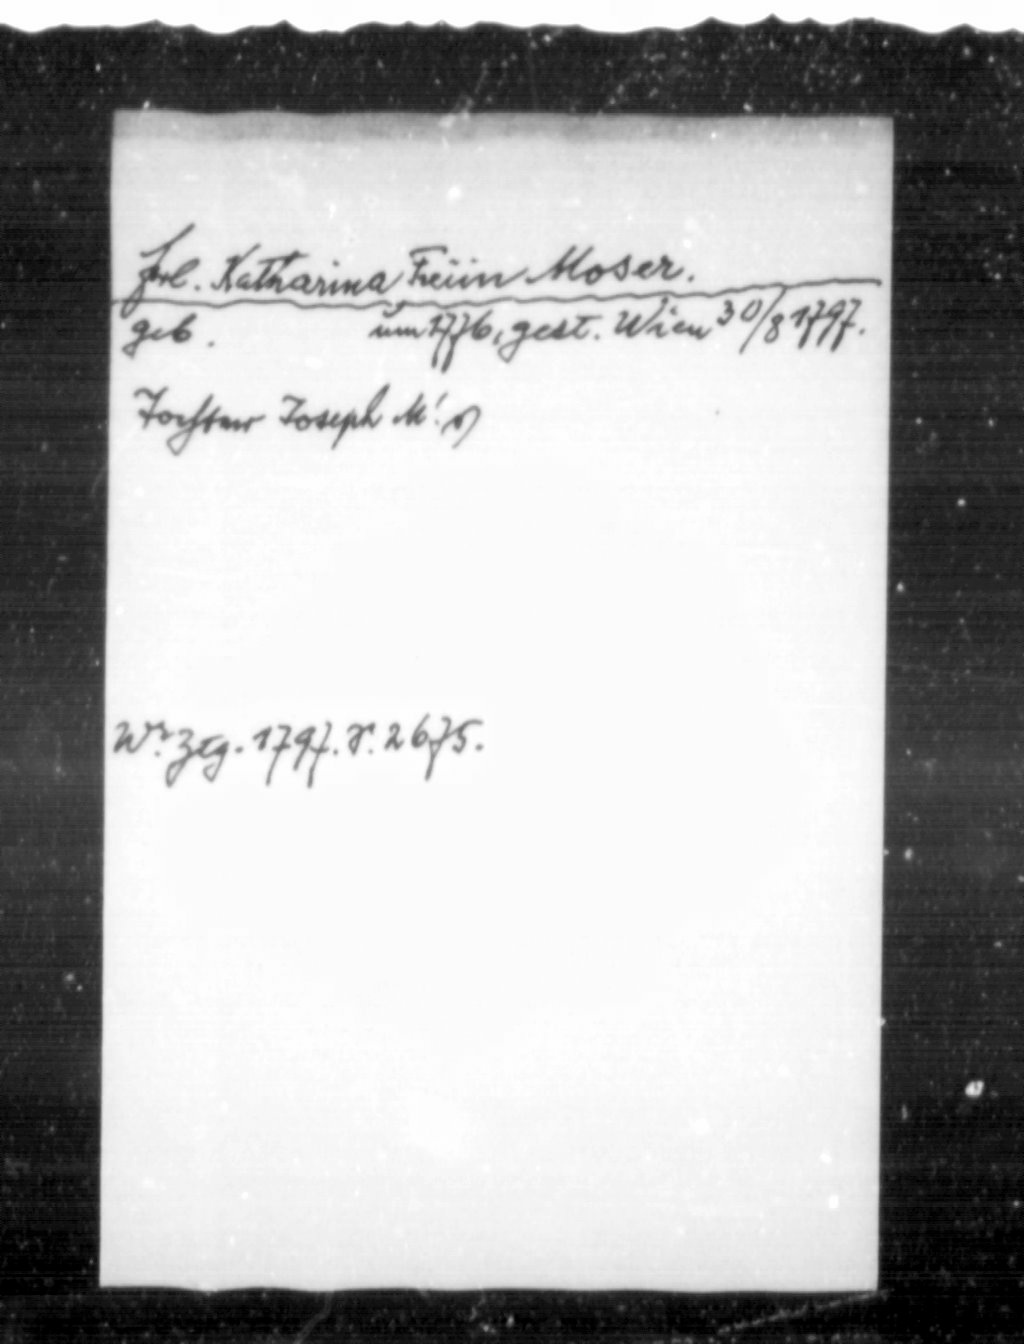 Frl. Katharina Freiin Moser.
geb. um 1776, gest. Wien 30/8 1797.
Tochter Joseph M!
Wr. Ztg. 1797. S. 2675.